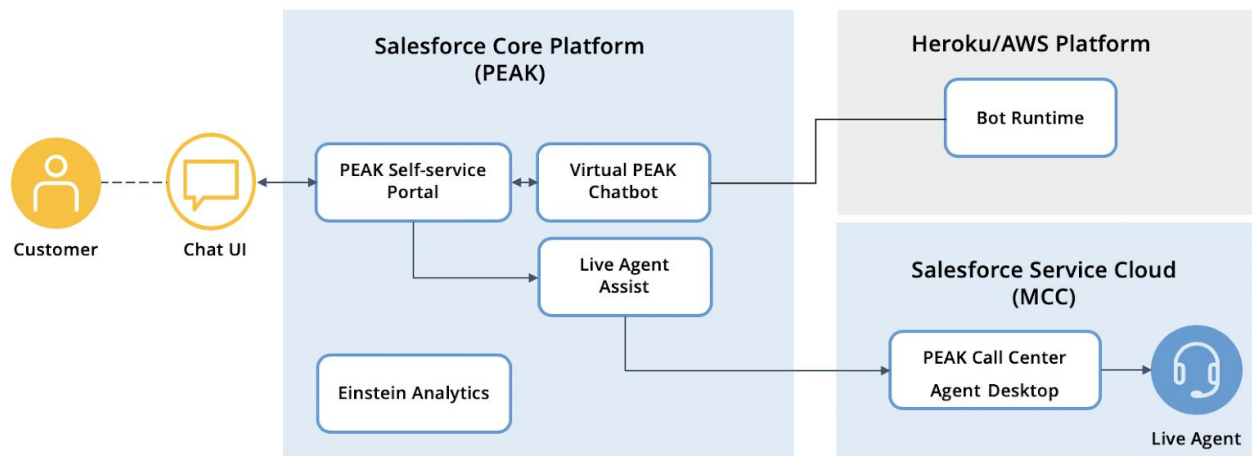 Salesforce Core Platform
(PEAK)
Heroku/AWS Platform
Bot Runtime
PEAK Self-service
Portal
Virtual PEAK
Chatbot
Customer
Chat UI
Live Agent
Assist
Salesforce Service Cloud
(MCC)
Einstein Analytics
PEAK Call Center
Agent Desktop
Live Agent